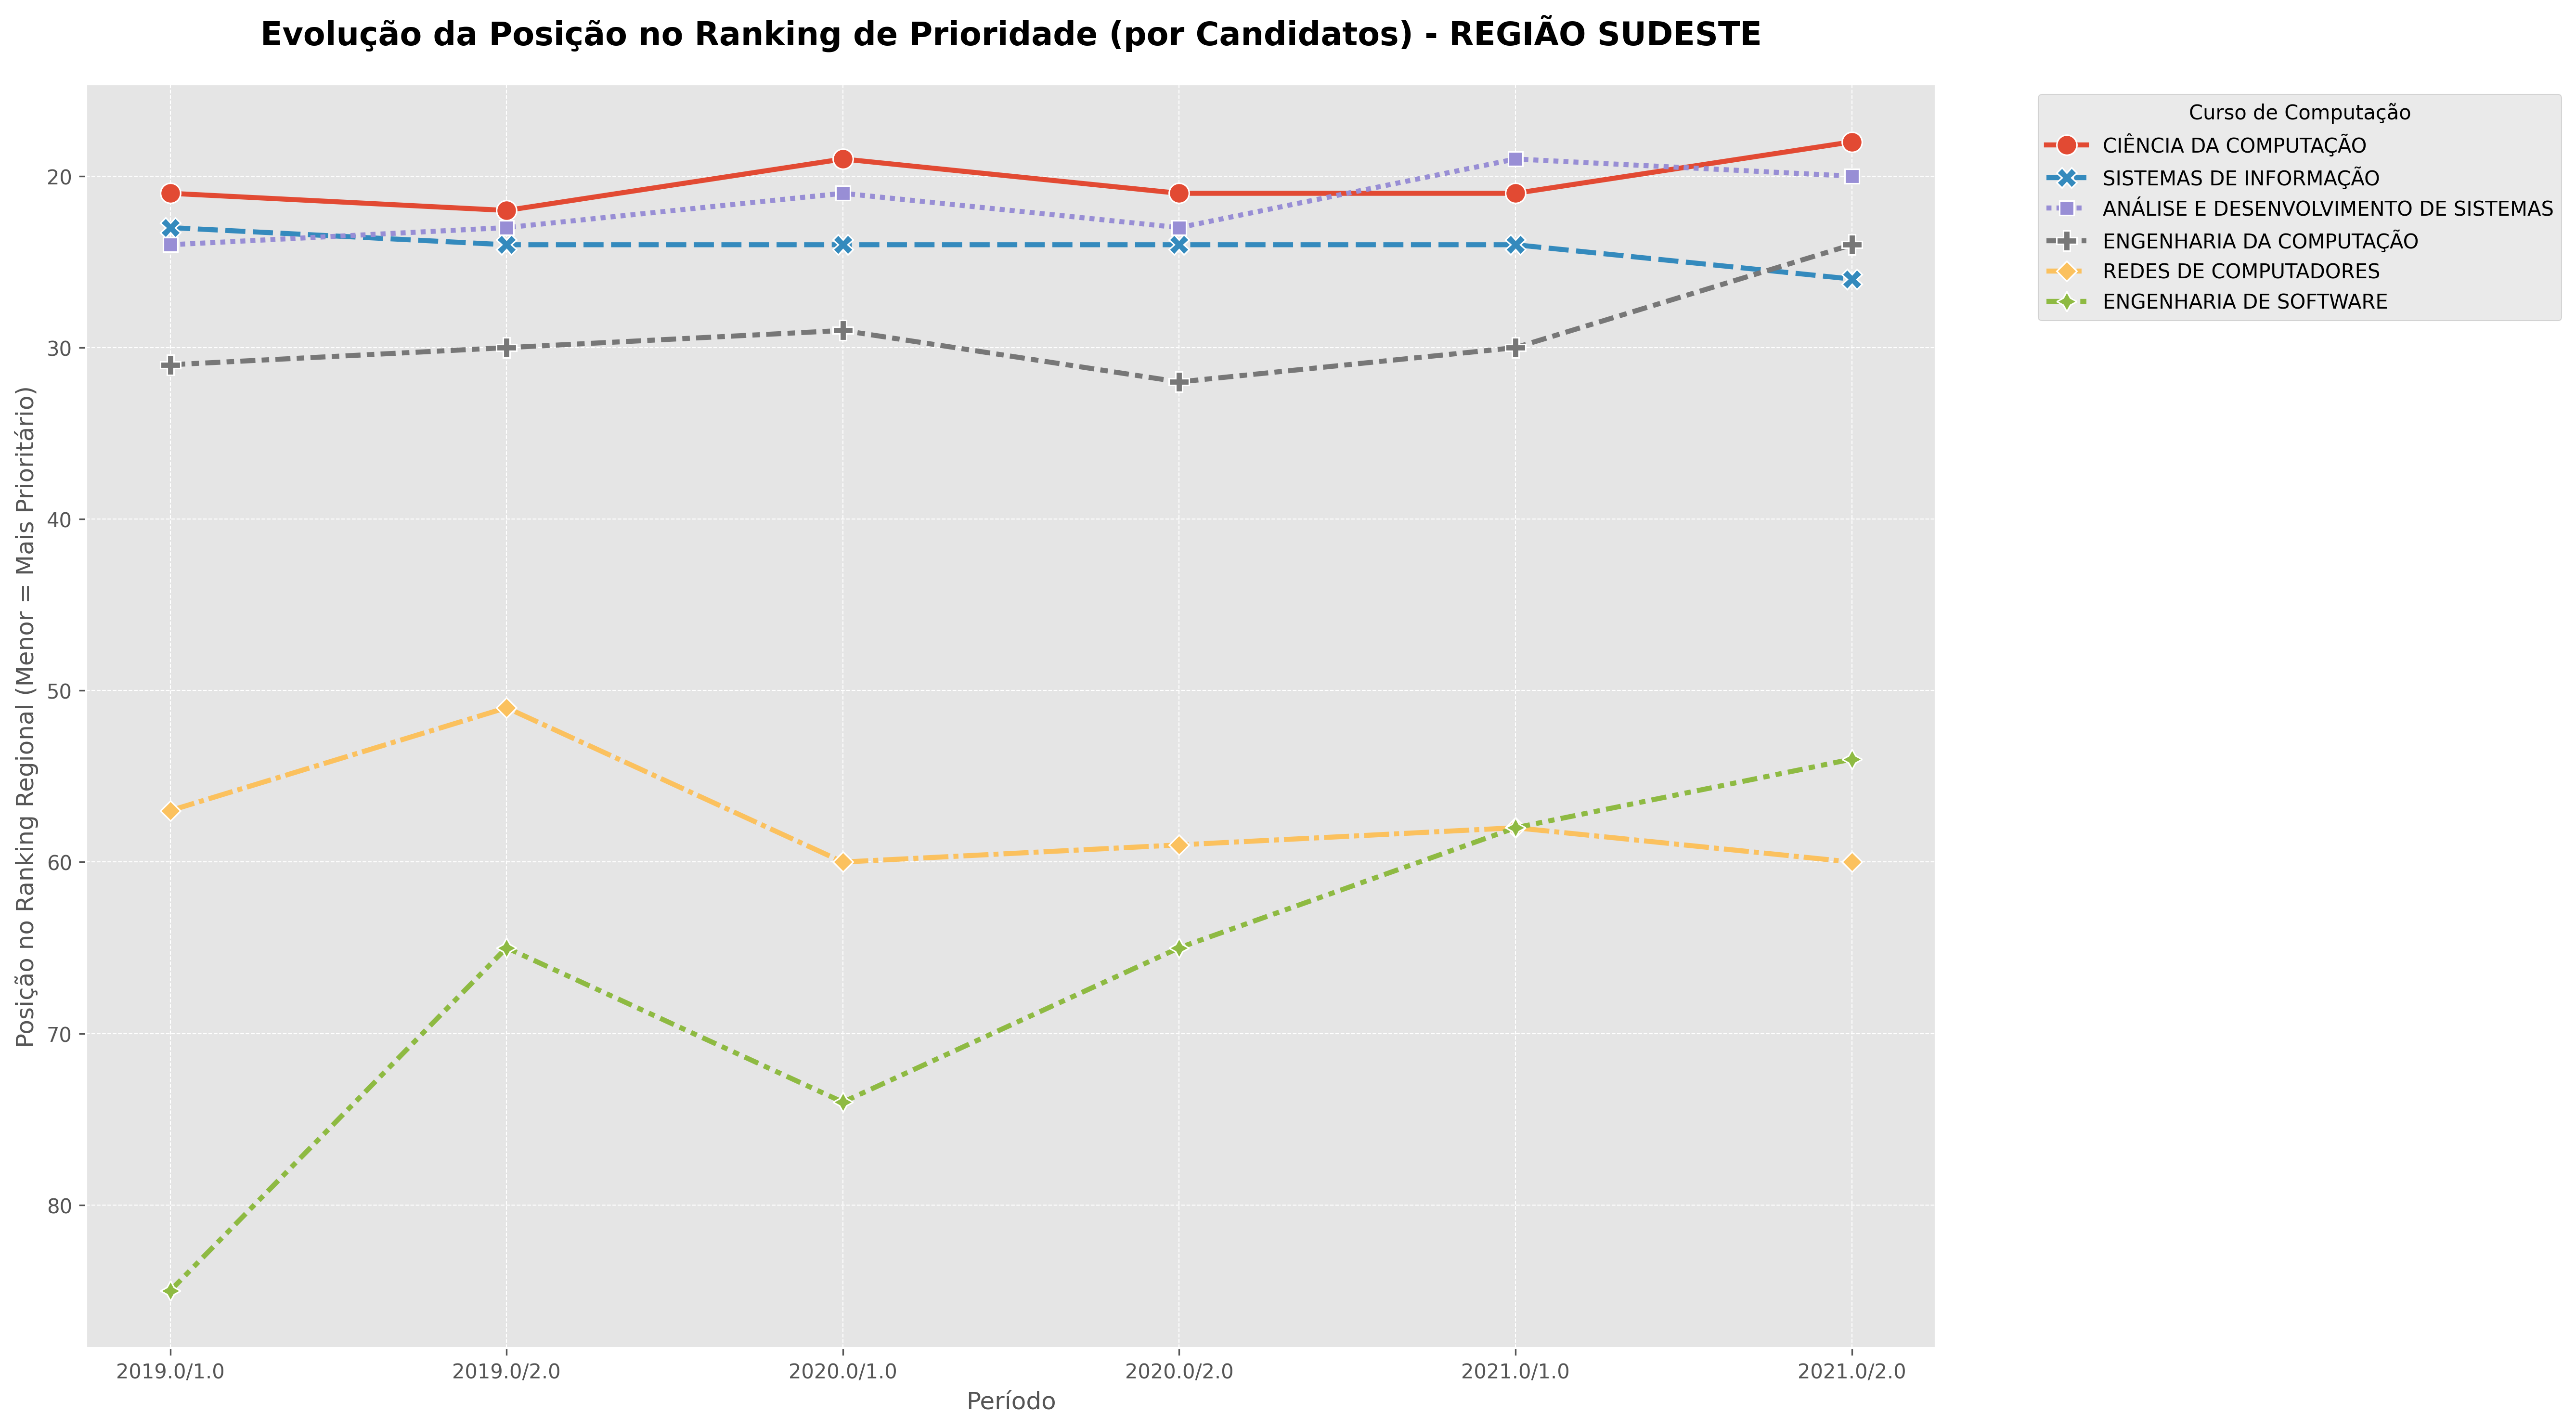 Evolução da Posição no Ranking de Prioridade (por Candidatos) - REGIÃO SUDESTE
Posição no Ranking Regional (Menor = Mais Prioritário)
20
30
40
50
60
70
80
2019.0/1.0
2019.0/2.0
2020.0/1.0
2020.0/2.0
2021.0/1.0
2021.0/2.0
Período
Curso de Computação
CIÊNCIA DA COMPUTAÇÃO
SISTEMAS DE INFORMAÇÃO
ANÁLISE E DESENVOLVIMENTO DE SISTEMAS
ENGENHARIA DA COMPUTAÇÃO
REDES DE COMPUTADORES
ENGENHARIA DE SOFTWARE